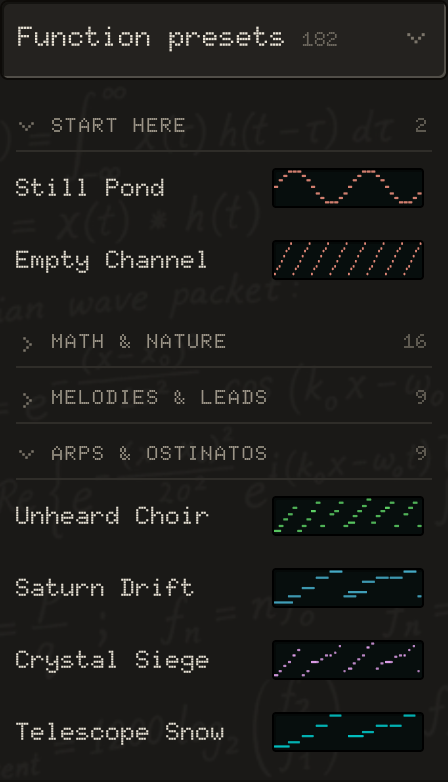 Function presets 182
START HERE 2
Still Pond
Empty Channel
MATH & NATURE 16
MELODIES & LEADS 9
ARPS & OSTINATOS 9
Unheard Choir
Saturn Drift
Crystal Siege
Telescope Snow